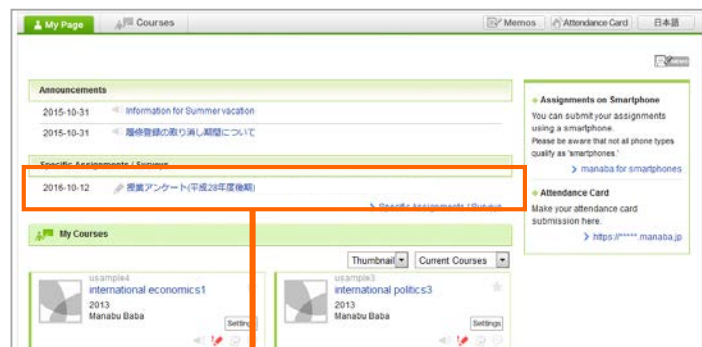 My Page
Courses
Memos
Attendance Card
日本語
Announcements
2015-10-31 Information for Summer vacation
2015-10-31 履修登録の取り消し期間について
Specific Assignments / Surveys
2016-10-12 授業アンケート(平成28年度後期)
Specific Assignments / Surveys
My Courses
Thumbnail
Current Courses
usample4
international economics1
2013
Manabu Baba
Settings
usample3
international politics3
2013
Manabu Baba
Settings
Assignments on Smartphone
You can submit your assignments
using a smartphone.
Please be aware that not all phone types
qualify as 'smartphones.'
manaba for smartphones
Attendance Card
Make your attendance card
submission here.
https://*****.manaba.jp